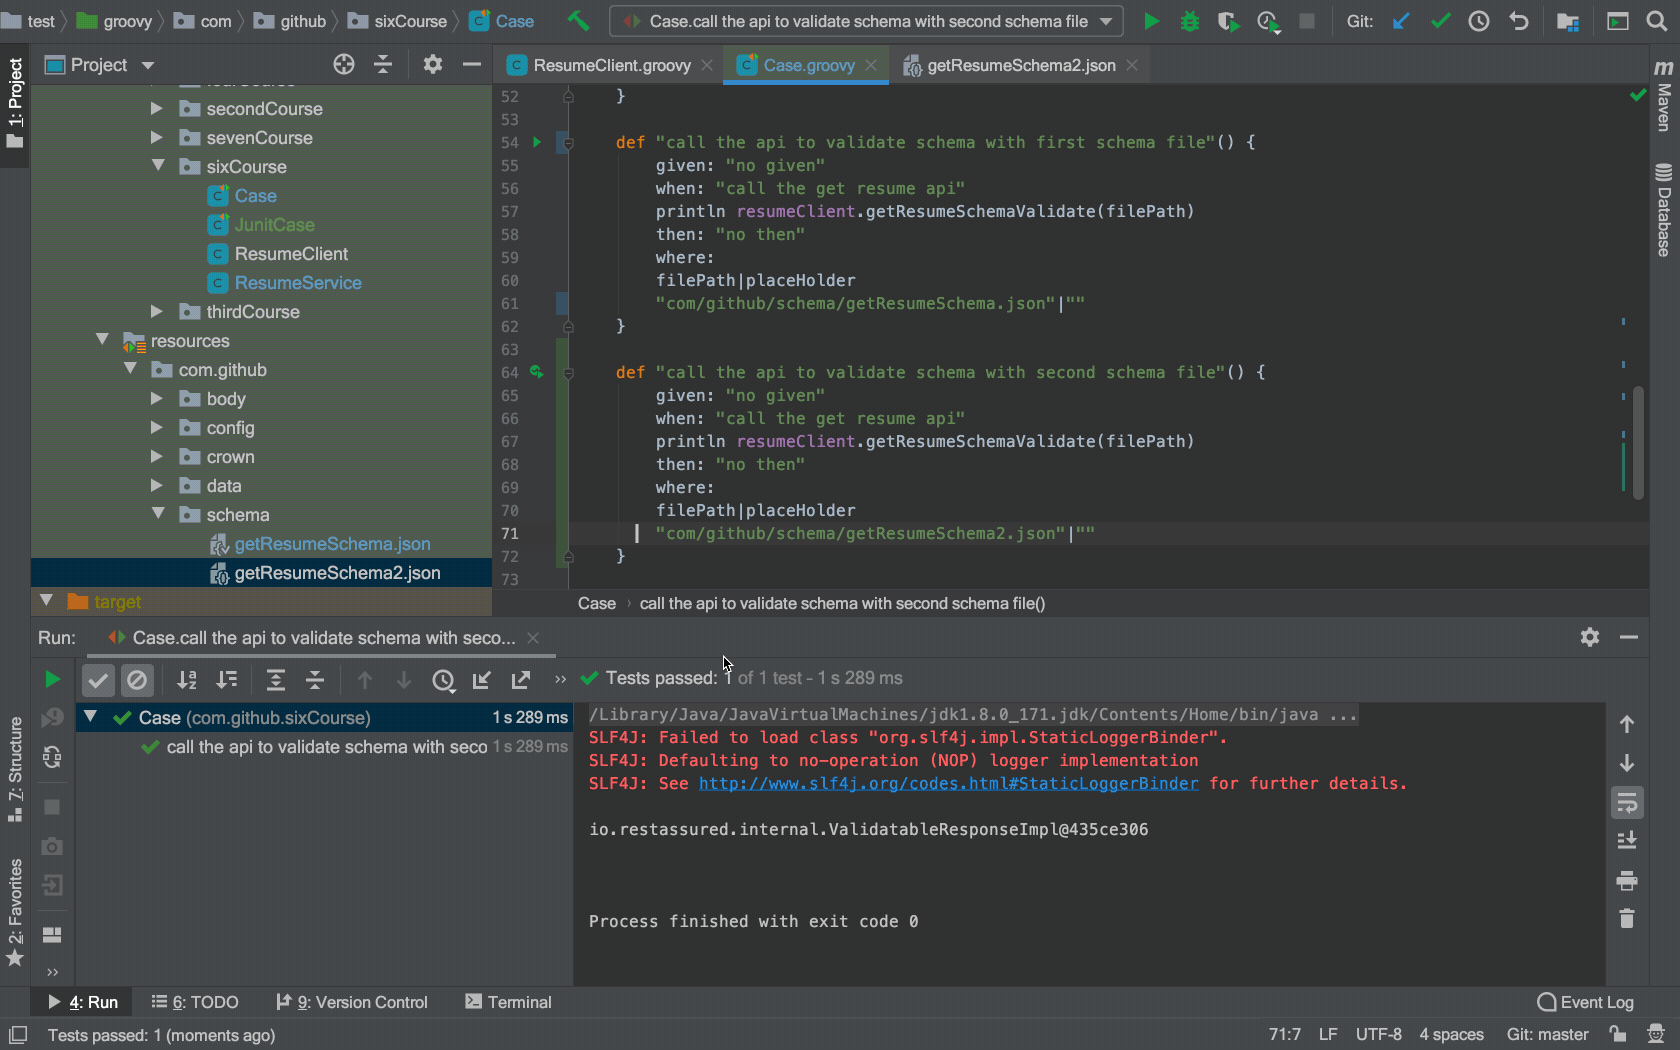 test groovy com github sixCourse Case Case.call the api to validate schema with second schema file Git:
1: Project
Project
ResumeClient.groovy
Case.groovy
getResumeSchema2.json
secondCourse
sevenCourse
sixCourse
Case
JunitCase
ResumeClient
ResumeService
thirdCourse
resources
com.github
body
config
crown
data
schema
getResumeSchema.json
getResumeSchema2.json
target
52 }
53
54 def "call the api to validate schema with first schema file"() {
55 given: "no given"
56 when: "call the get resume api"
57 println resumeClient.getResumeSchemaValidate(filePath)
58 then: "no then"
59 where:
60 filePath|placeHolder
61 "com/github/schema/getResumeSchema.json"|""
62 }
63
64 def "call the api to validate schema with second schema file"() {
65 given: "no given"
66 when: "call the get resume api"
67 println resumeClient.getResumeSchemaValidate(filePath)
68 then: "no then"
69 where:
70 filePath|placeHolder
71 "com/github/schema/getResumeSchema2.json"|""
72 }
73
Case › call the api to validate schema with second schema file()
m Maven
Database
Run: Case.call the api to validate schema with seco...
» Tests passed: 1 of 1 test - 1 s 289 ms
Case (com.github.sixCourse) 1 s 289 ms
call the api to validate schema with seco 1 s 289 ms
/Library/Java/JavaVirtualMachines/jdk1.8.0_171.jdk/Contents/Home/bin/java ...
SLF4J: Failed to load class "org.slf4j.impl.StaticLoggerBinder".
SLF4J: Defaulting to no-operation (NOP) logger implementation
SLF4J: See http://www.slf4j.org/codes.html#StaticLoggerBinder for further details.
io.restassured.internal.ValidatableResponseImpl@435ce306
Process finished with exit code 0
7: Structure
2: Favorites
»
4: Run 6: TODO 9: Version Control Terminal Event Log
Tests passed: 1 (moments ago) 71:7 LF UTF-8 4 spaces Git: master